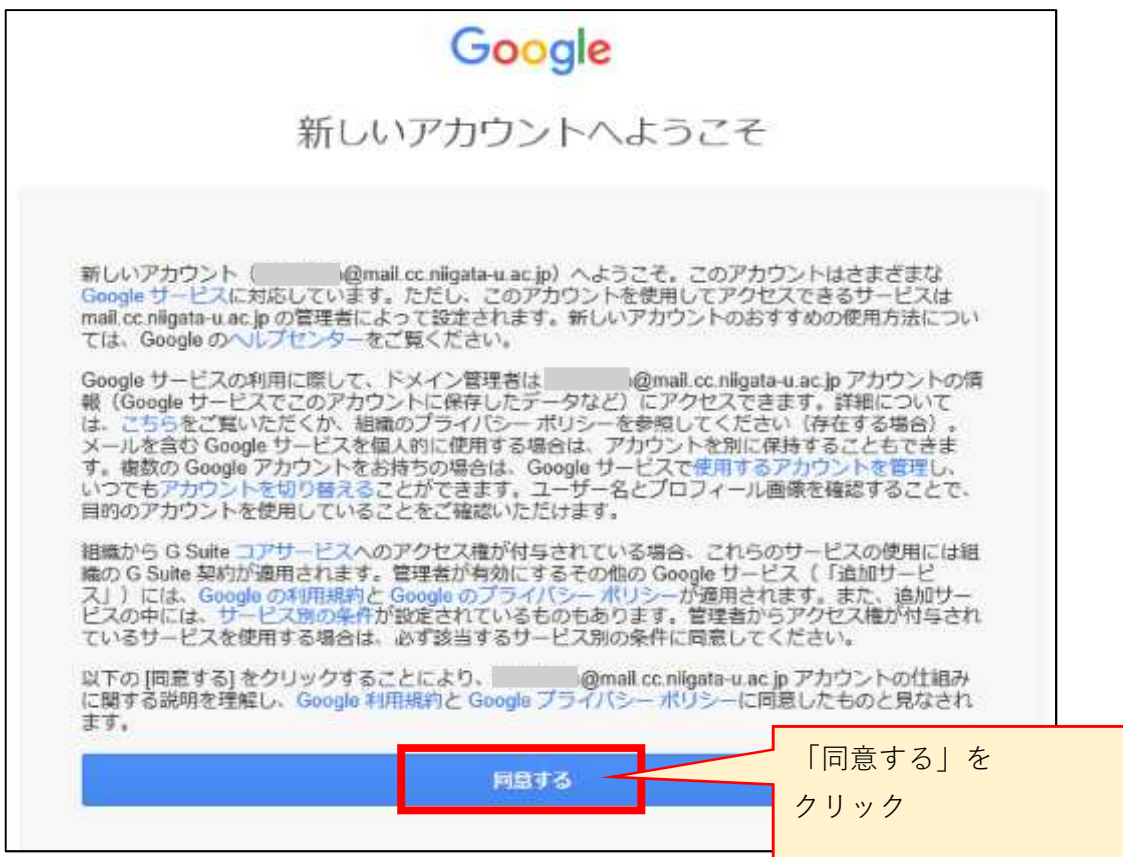 Google
新しいアカウントへようこそ
新しいアカウント（ @mail.cc.niigata-u.ac.jp）へようこそ。このアカウントはさまざまな
Google サービスに対応しています。ただし、このアカウントを使用してアクセスできるサービスは
mail.cc.niigata-u.ac.jp の管理者によって設定されます。新しいアカウントのおすすめの使用方法につい
ては、Google のヘルプセンターをご覧ください。
Google サービスの利用に際して、ドメイン管理者は @mail.cc.niigata-u.ac.jp アカウントの情
報（Google サービスでこのアカウントに保存したデータなど）にアクセスできます。詳細について
は、こちらをご覧いただくか、組織のプライバシー ポリシーを参照してください（存在する場合）。
メールを含む Google サービスを個人的に使用する場合は、アカウントを別に保持することもできま
す。複数の Google アカウントをお持ちの場合は、Google サービスで使用するアカウントを管理し、
いつでもアカウントを切り替えることができます。ユーザー名とプロフィール画像を確認することで、
目的のアカウントを使用していることをご確認いただけます。
組織から G Suite コアサービスへのアクセス権が付与されている場合、これらのサービスの使用には組
織の G Suite 契約が適用されます。管理者が有効にするその他の Google サービス（「追加サービ
ス」）には、Google の利用規約と Google のプライバシー ポリシーが適用されます。また、追加サー
ビスの中には、サービス別の条件が設定されているものもあります。管理者からアクセス権が付与され
ているサービスを使用する場合は、必ず該当するサービス別の条件に同意してください。
以下の [同意する] をクリックすることにより、 @mail.cc.niigata-u.ac.jp アカウントの仕組み
に関する説明を理解し、Google 利用規約と Google プライバシー ポリシーに同意したものと見なされ
ます。
同意する
「同意する」を
クリック